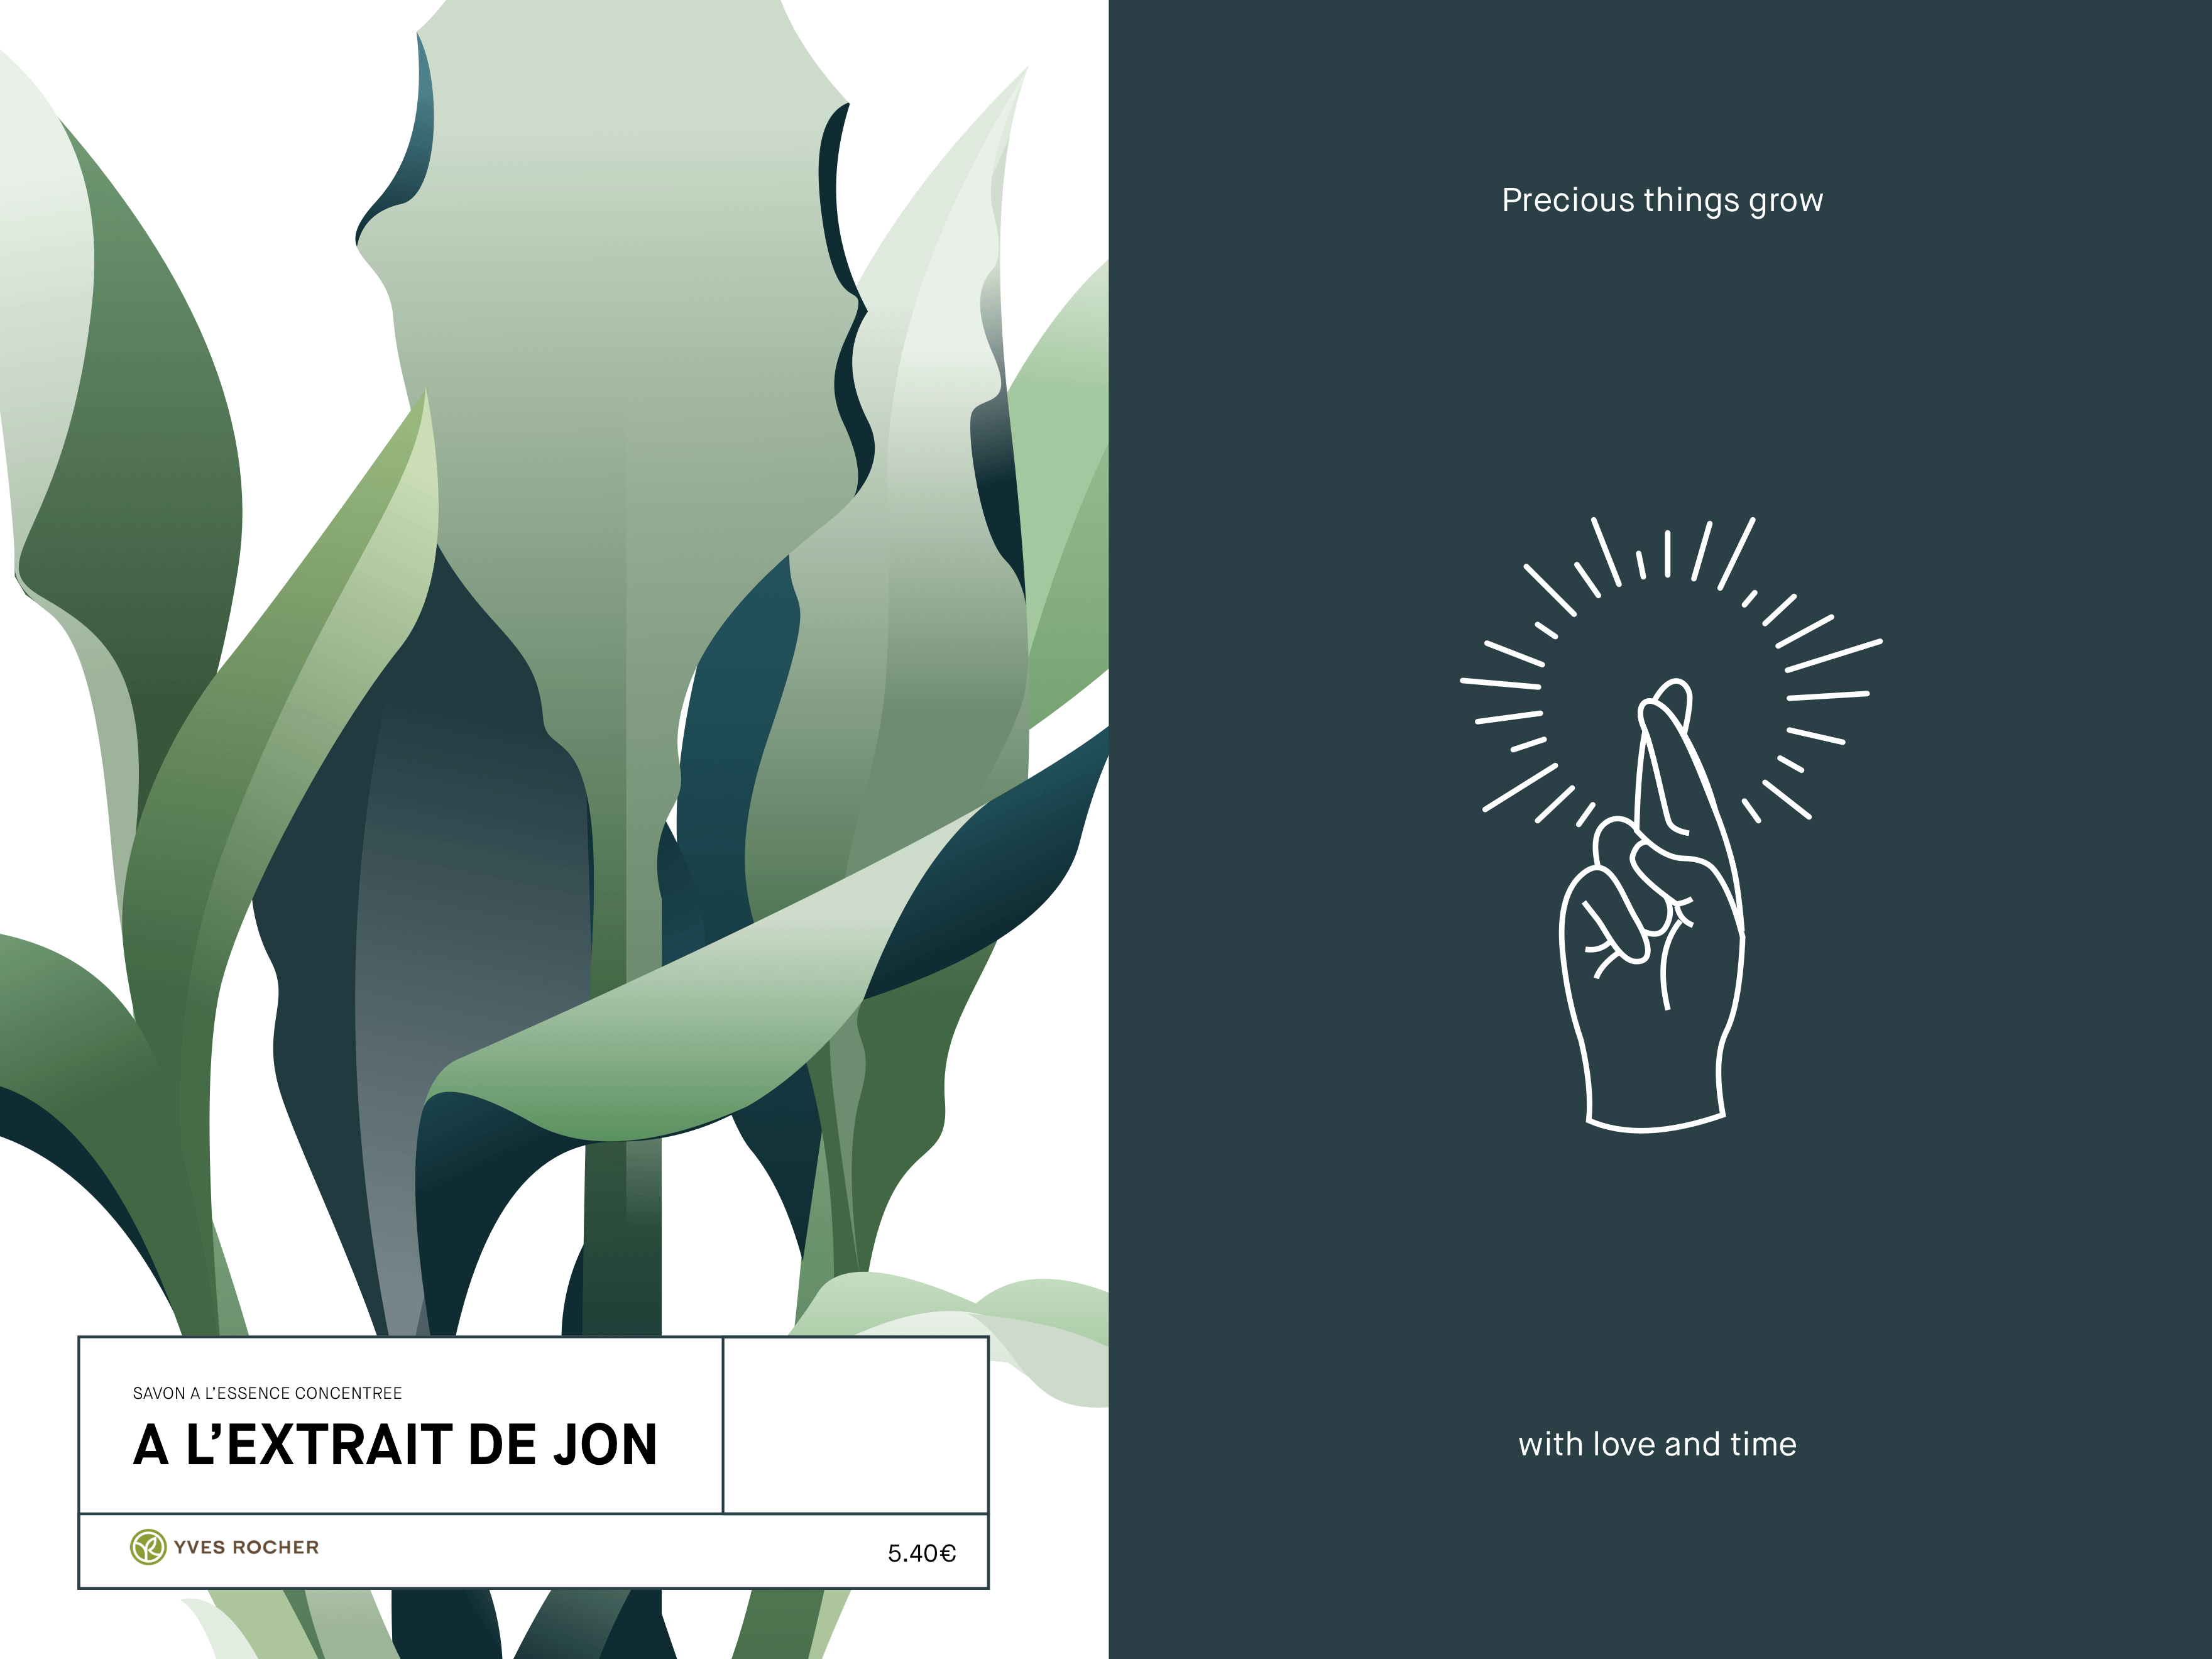 SAVON A L'ESSENCE CONCENTREE
A L'EXTRAIT DE JON
YVES ROCHER
5.40€
Precious things grow
with love and time